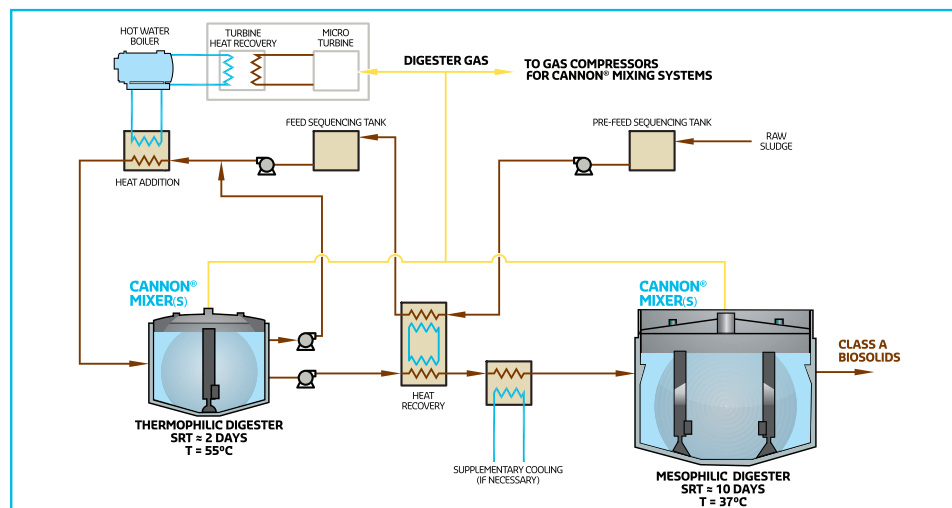 HOT WATER
BOILER
TURBINE
HEAT RECOVERY
MICRO
TURBINE
DIGESTER GAS
TO GAS COMPRESSORS
FOR CANNON® MIXING SYSTEMS
FEED SEQUENCING TANK
PRE-FEED SEQUENCING TANK
RAW
SLUDGE
HEAT ADDITION
CANNON®
MIXER(S)
CANNON®
MIXER(S)
CLASS A
BIOSOLIDS
HEAT
RECOVERY
THERMOPHILIC DIGESTER
SRT ≈ 2 DAYS
T = 55ºC
SUPPLEMENTARY COOLING
(IF NECESSARY)
MESOPHILIC DIGESTER
SRT ≈ 10 DAYS
T = 37ºC